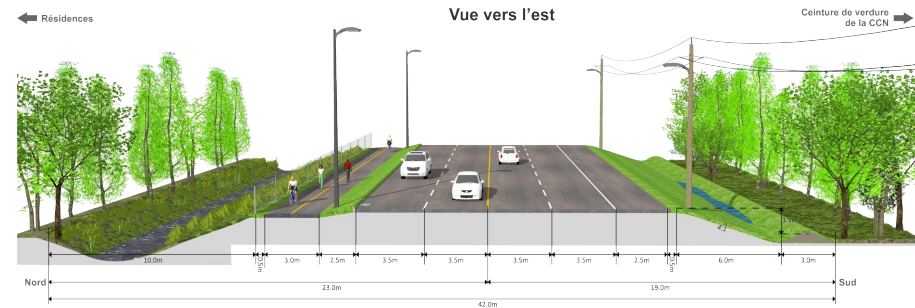 Vue vers l'est
Résidences
Ceinture de verdure
de la CCN
4:1
1.5m
10.0m
0.5m
3.0m
2.5m
3.5m
3.5m
3.5m
3.5m
2.5m
0.5m
6.0m
3.0m
Nord
Sud
23.0m
19.0m
42.0m